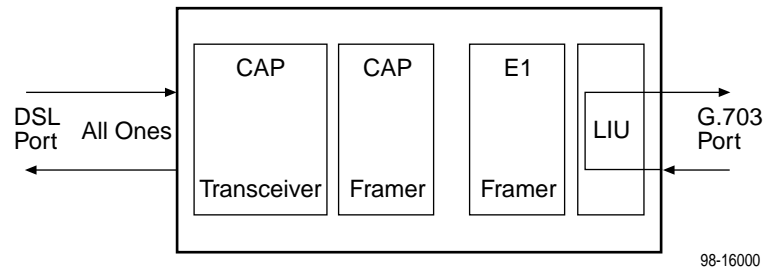 CAP CAP E1
DSL
Port
All Ones
LIU
G.703
Port
Transceiver Framer Framer
98-16000